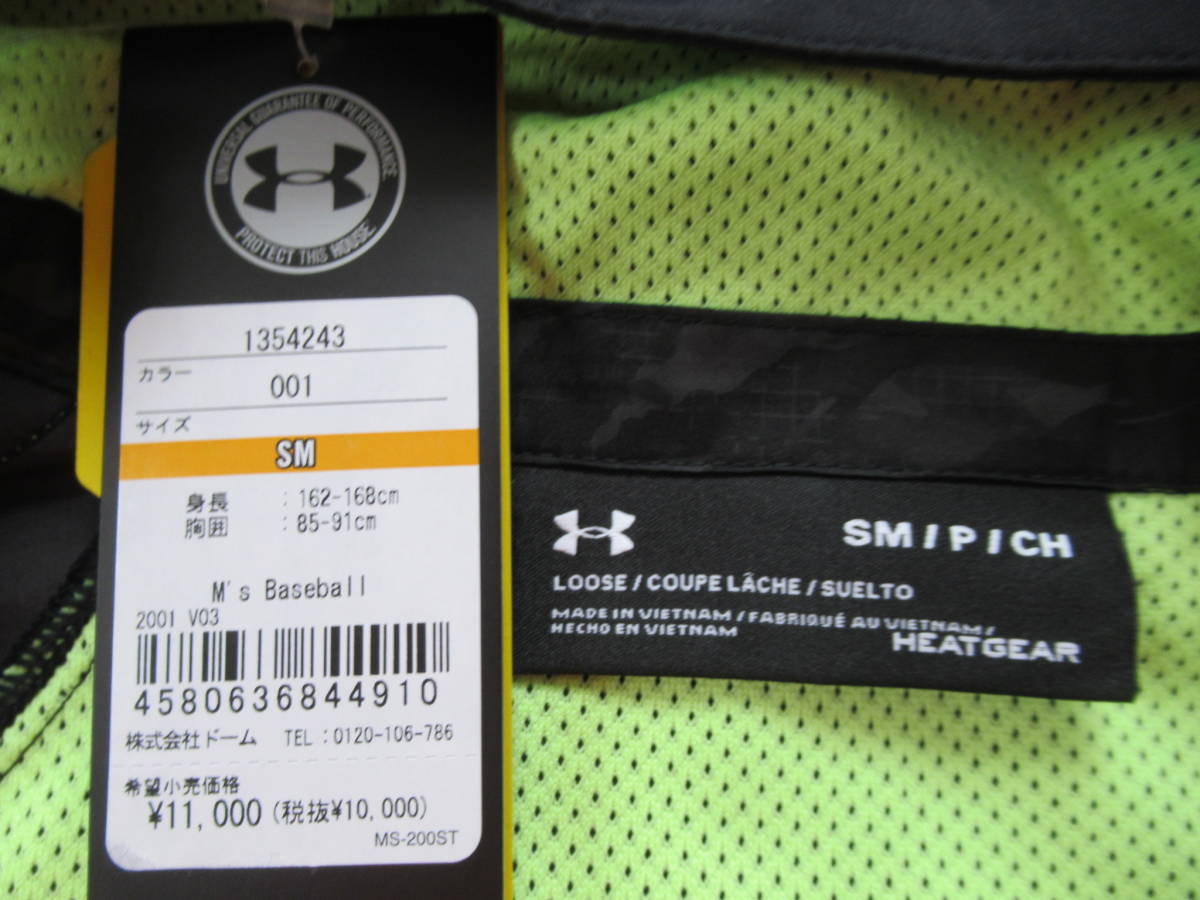 UNIVERSAL GUARANTEE OF PERFORMANCE
PROTECT THIS HOUSE
1354243
カラー
001
サイズ
SM
身長 : 162-168cm
胸囲 : 85-91cm
M's Baseball
2001 V03
4580636844910
株式会社ドーム TEL:0120-106-786
希望小売価格
¥11,000 (税抜¥10,000)
MS-200ST
SM / P / CH
LOOSE / COUPE LÂCHE / SUELTO
MADE IN VIETNAM / FABRIQUÉ AU VIETNAM /
HECHO EN VIETNAM
HEATGEAR